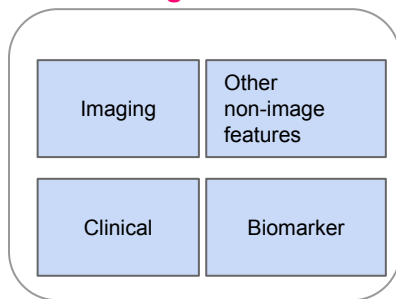 Imaging
Other
non-image
features
Clinical
Biomarker